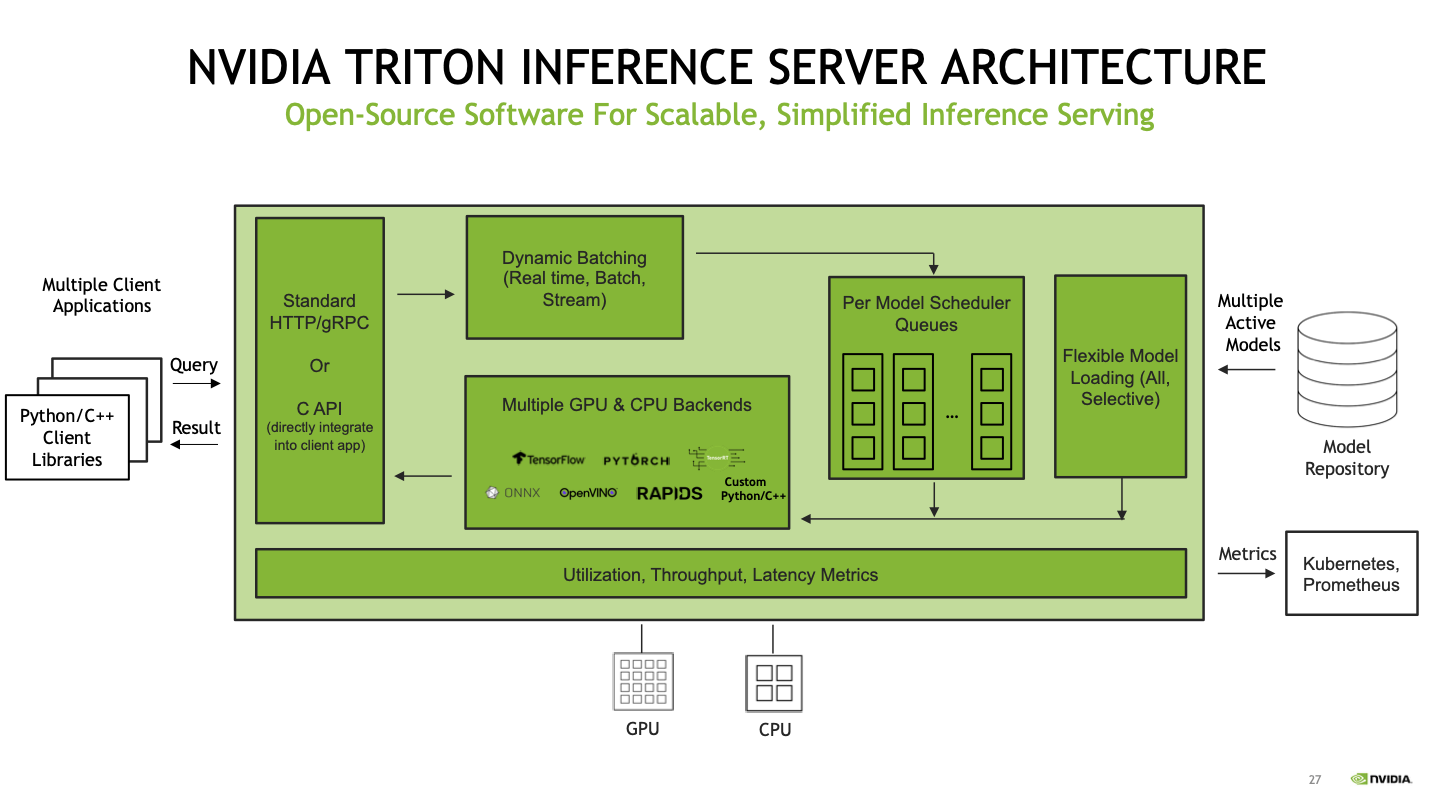 NVIDIA TRITON INFERENCE SERVER ARCHITECTURE
Open-Source Software For Scalable, Simplified Inference Serving
Multiple Client
Applications
Python/C++
Client
Libraries
Query
Result
Standard
HTTP/gRPC
Or
C API
(directly integrate
into client app)
Dynamic Batching
(Real time, Batch,
Stream)
Multiple GPU & CPU Backends
TensorFlow
PYTORCH
TensorRT
ONNX
OpenVINO
RAPIDS
Custom
Python/C++
Per Model Scheduler
Queues
...
Flexible Model
Loading (All,
Selective)
Multiple
Active
Models
Model
Repository
Utilization, Throughput, Latency Metrics
Metrics
Kubernetes,
Prometheus
GPU
CPU
27
NVIDIA.